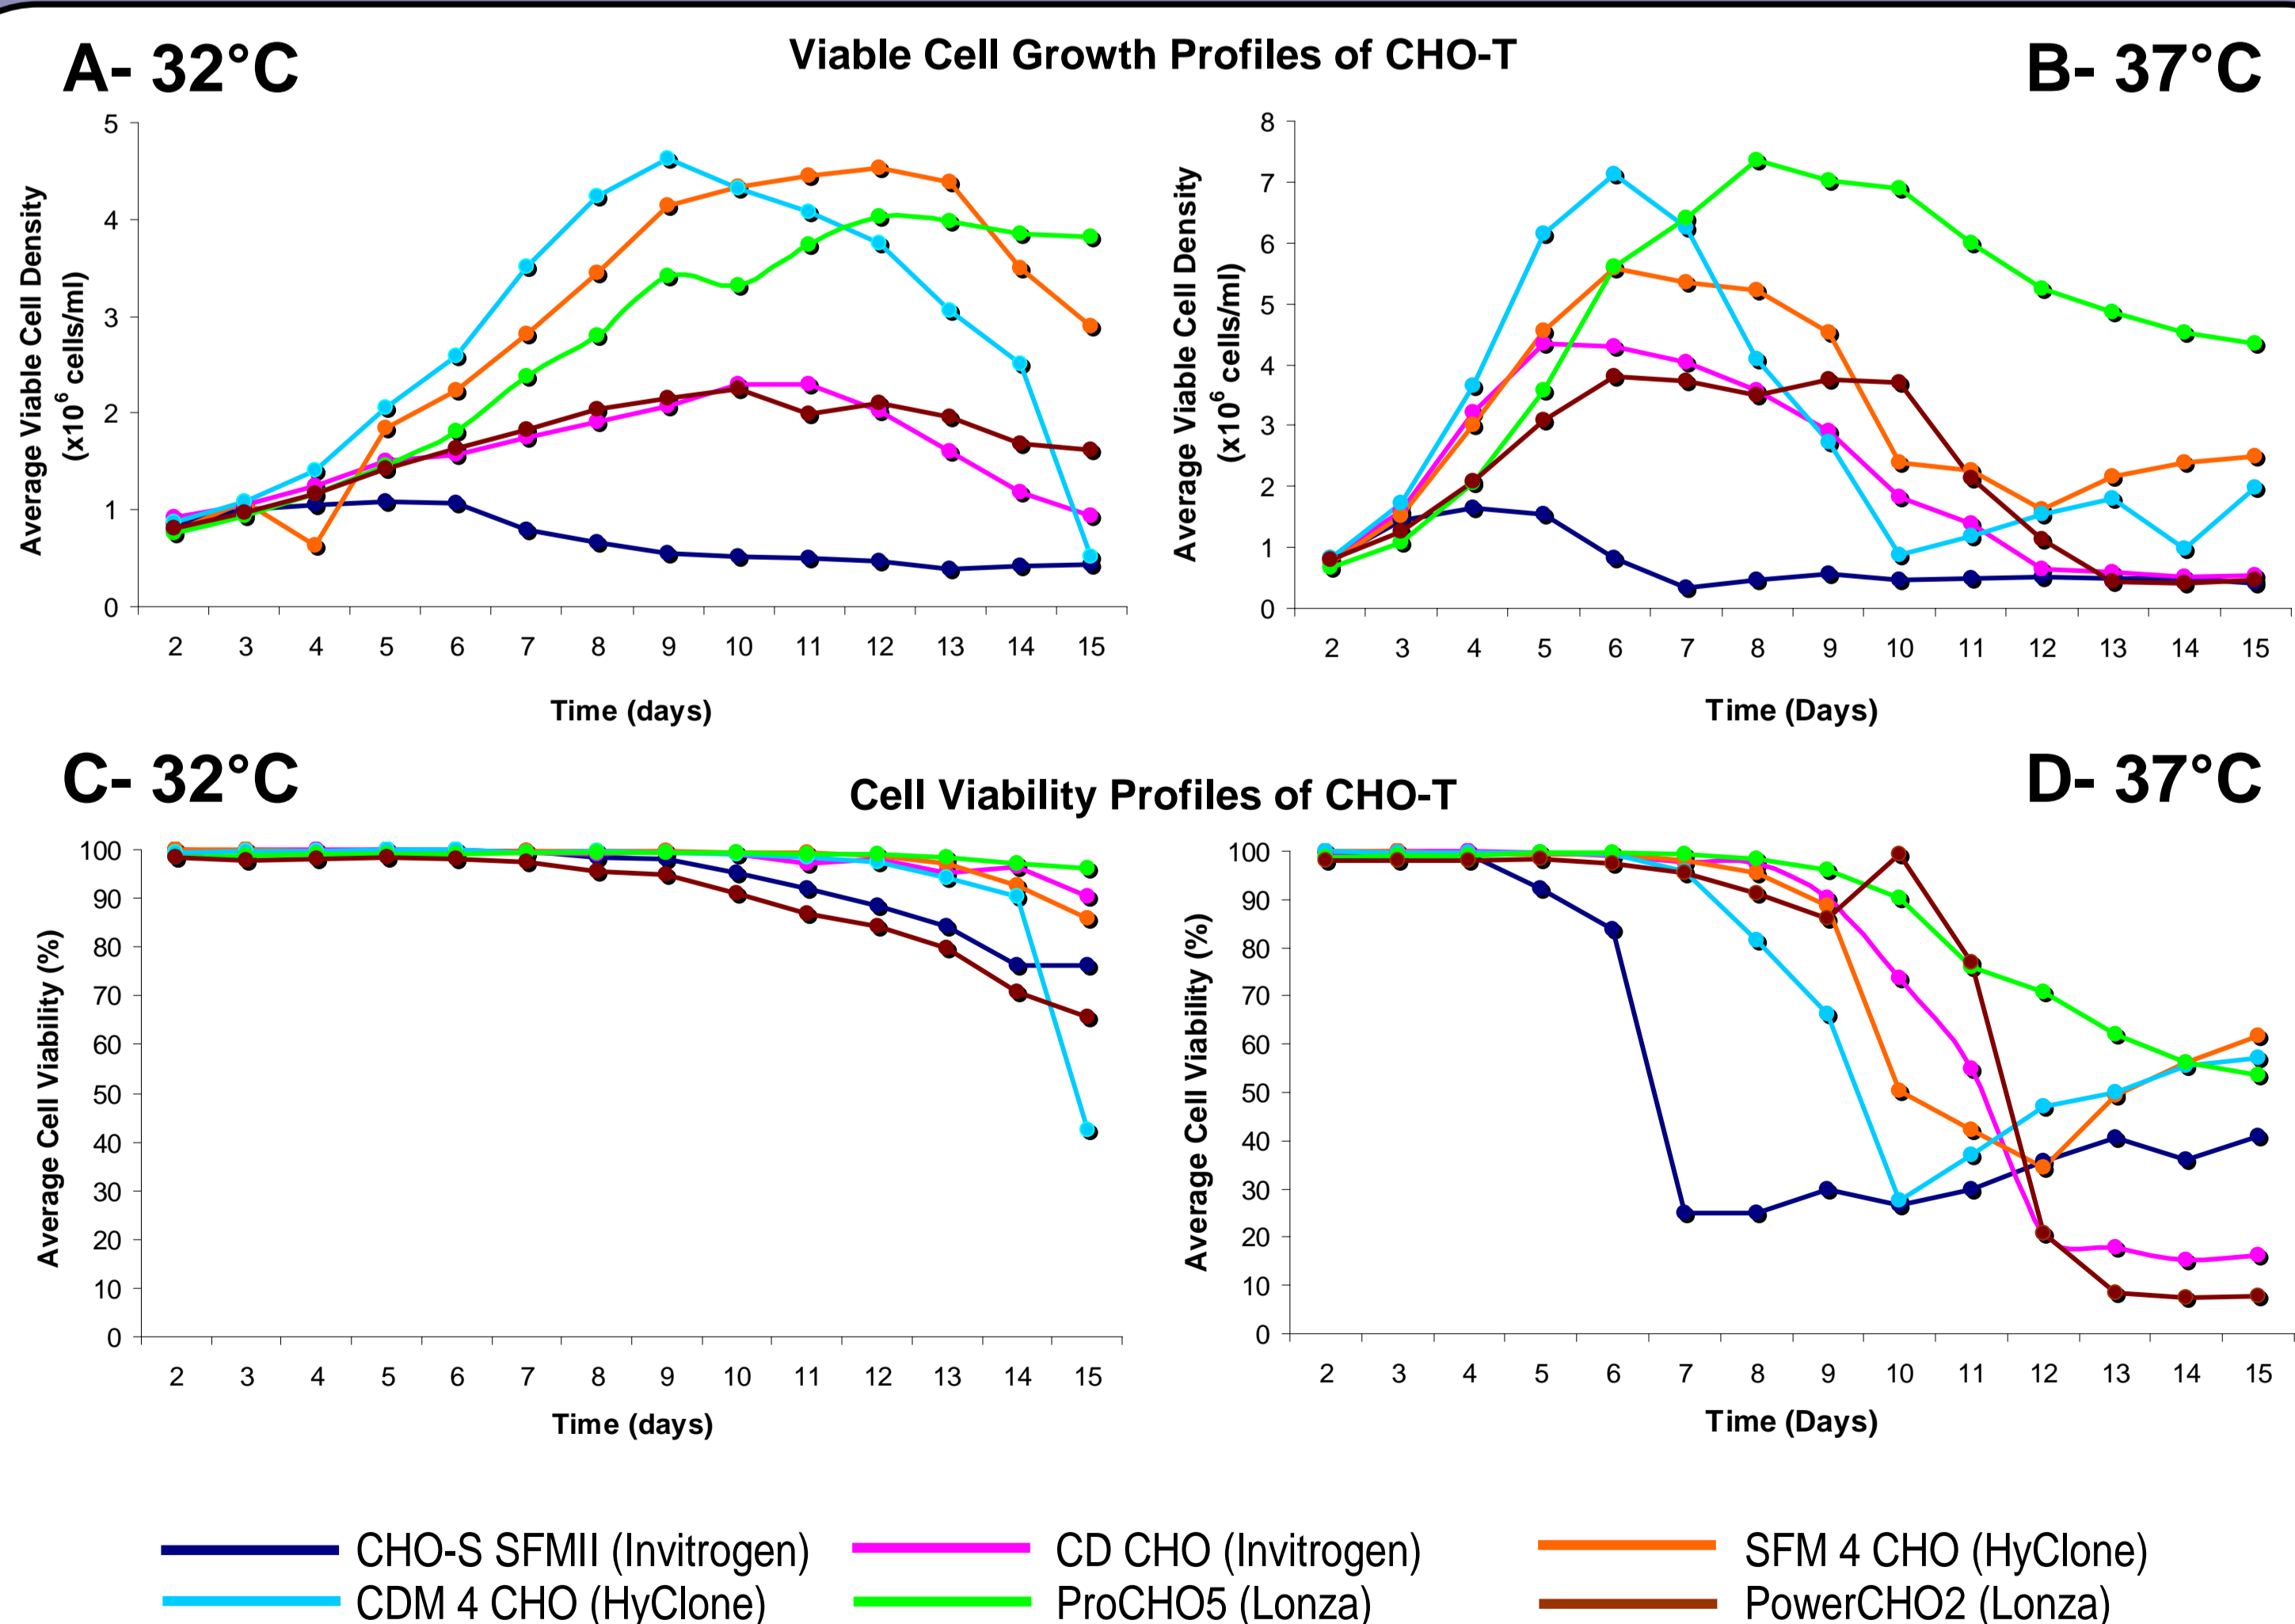 A- 32°C
Viable Cell Growth Profiles of CHO-T
B- 37°C
Average Viable Cell Density
(x10⁶ cells/ml)
5
4
3
2
1
0
2 3 4 5 6 7 8 9 10 11 12 13 14 15
Time (days)
Average Viable Cell Density
(x10⁶ cells/ml)
8
7
6
5
4
3
2
1
0
2 3 4 5 6 7 8 9 10 11 12 13 14 15
Time (Days)
C- 32°C
Cell Viability Profiles of CHO-T
D- 37°C
Average Cell Viability (%)
100
90
80
70
60
50
40
30
20
10
0
2 3 4 5 6 7 8 9 10 11 12 13 14 15
Time (days)
Average Cell Viability (%)
100
90
80
70
60
50
40
30
20
10
0
2 3 4 5 6 7 8 9 10 11 12 13 14 15
Time (Days)
CHO-S SFMII (Invitrogen)
CD CHO (Invitrogen)
SFM 4 CHO (HyClone)
CDM 4 CHO (HyClone)
ProCHO5 (Lonza)
PowerCHO2 (Lonza)